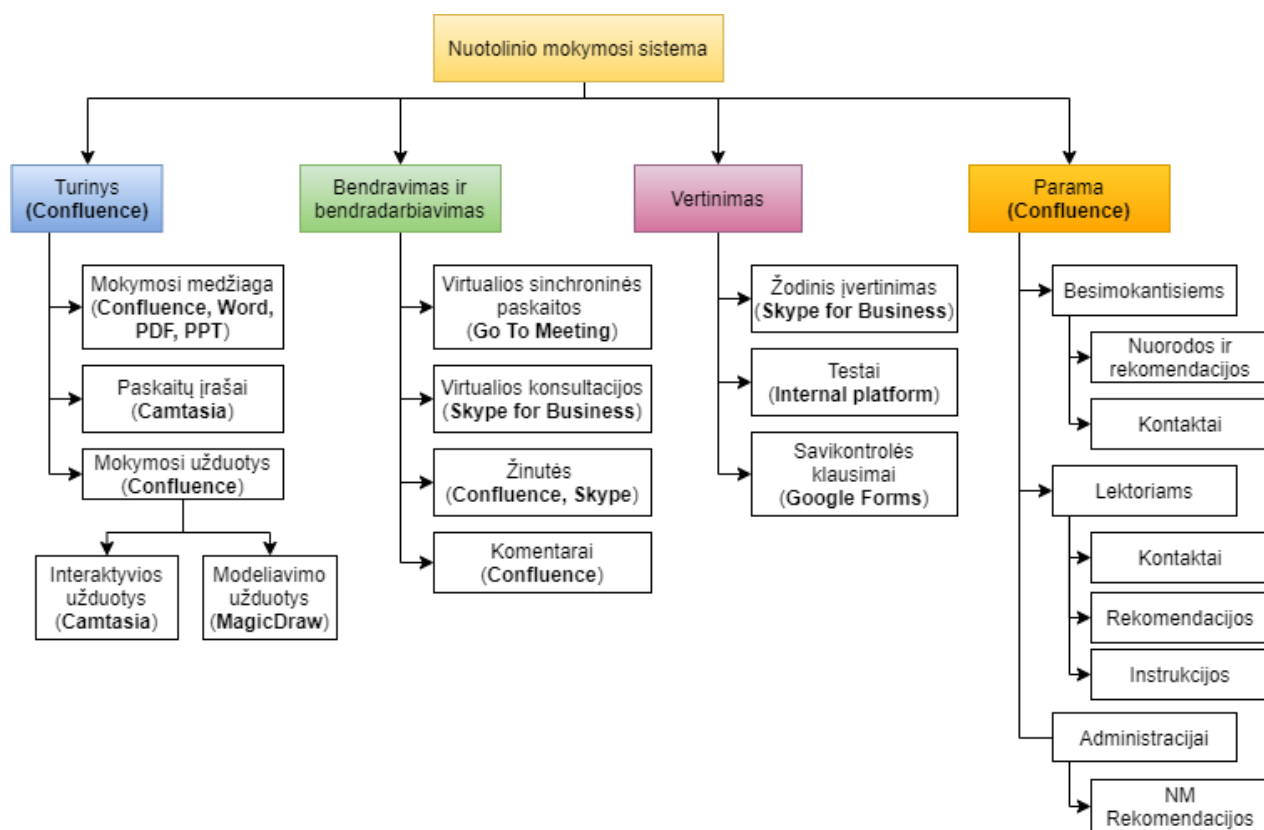 Nuotolinio mokymosi sistema
Turinys
(Confluence)
Mokymosi medžiaga
(Confluence, Word,
PDF, PPT)
Paskaitų įrašai
(Camtasia)
Mokymosi užduotys
(Confluence)
Interaktyvios
užduotys
(Camtasia)
Modeliavimo
užduotys
(MagicDraw)
Bendravimas ir
bendradarbiavimas
Virtualios sinchroninės
paskaitos
(Go To Meeting)
Virtualios konsultacijos
(Skype for Business)
Žinutės
(Confluence, Skype)
Komentarai
(Confluence)
Vertinimas
Žodinis įvertinimas
(Skype for Business)
Testai
(Internal platform)
Savikontrolės
klausimai
(Google Forms)
Parama
(Confluence)
Besimokantisiems
Nuorodos ir
rekomendacijos
Kontaktai
Lektoriams
Kontaktai
Rekomendacijos
Instrukcijos
Administracijai
NM
Rekomendacijos